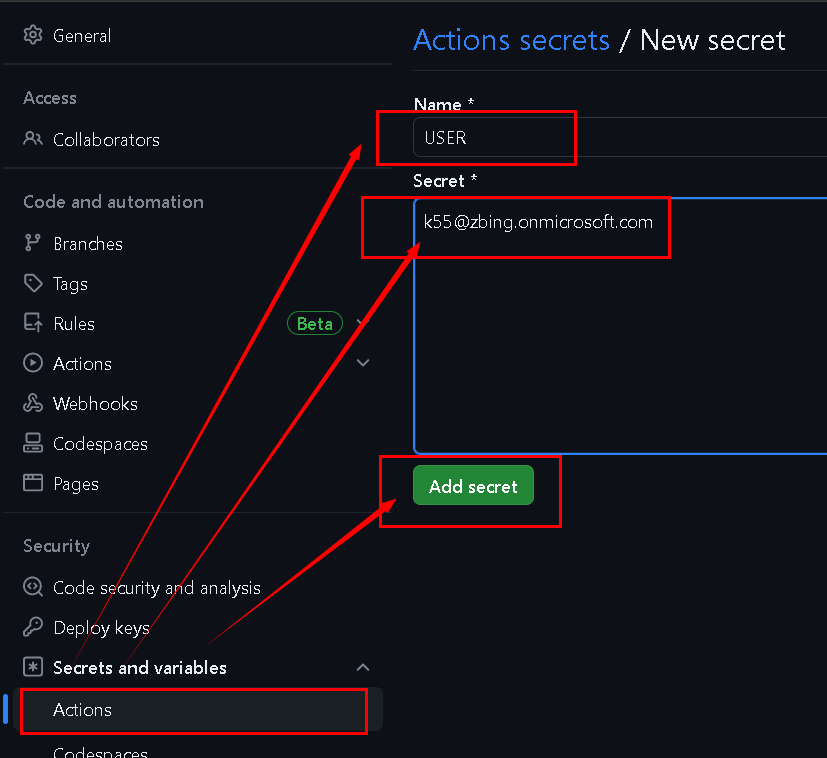 General
Access
Collaborators
Code and automation
Branches
Tags
Rules
Beta
Actions
Webhooks
Codespaces
Pages
Security
Code security and analysis
Deploy keys
Secrets and variables
Actions
Codespaces
Actions secrets / New secret
Name *
USER
Secret *
k55@zbing.onmicrosoft.com
Add secret